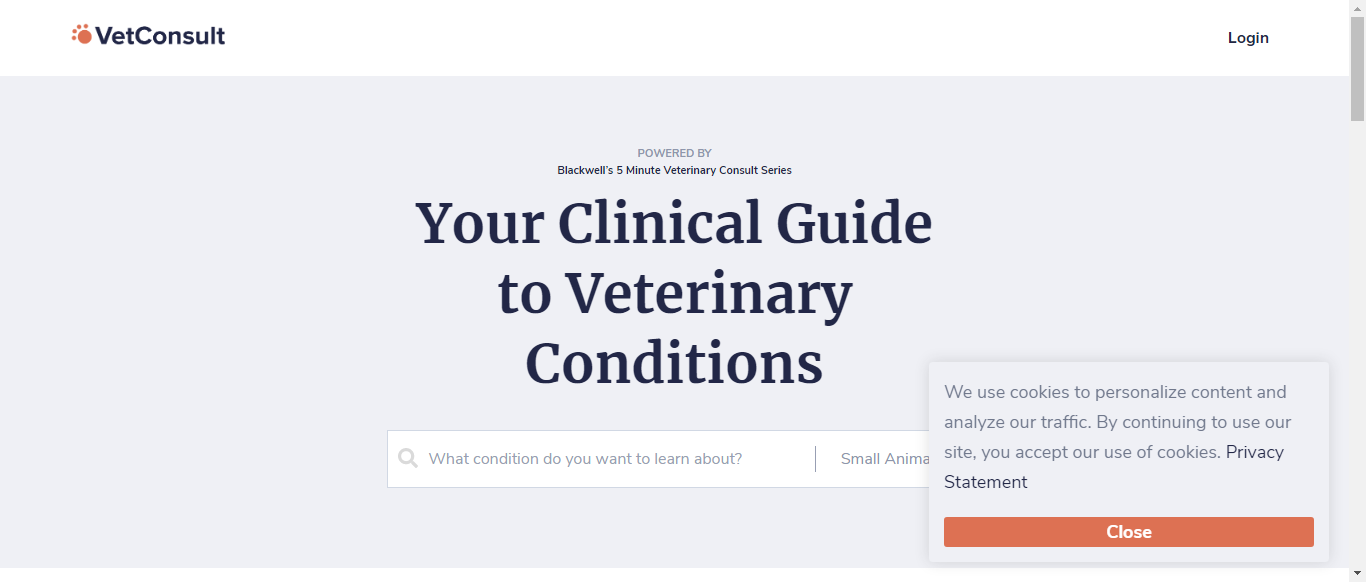 VetConsult
Login
POWERED BY
Blackwell's 5 Minute Veterinary Consult Series
Your Clinical Guide
to Veterinary
Conditions
What condition do you want to learn about?
Small Anima
We use cookies to personalize content and
analyze our traffic. By continuing to use our
site, you accept our use of cookies. Privacy
Statement
Close